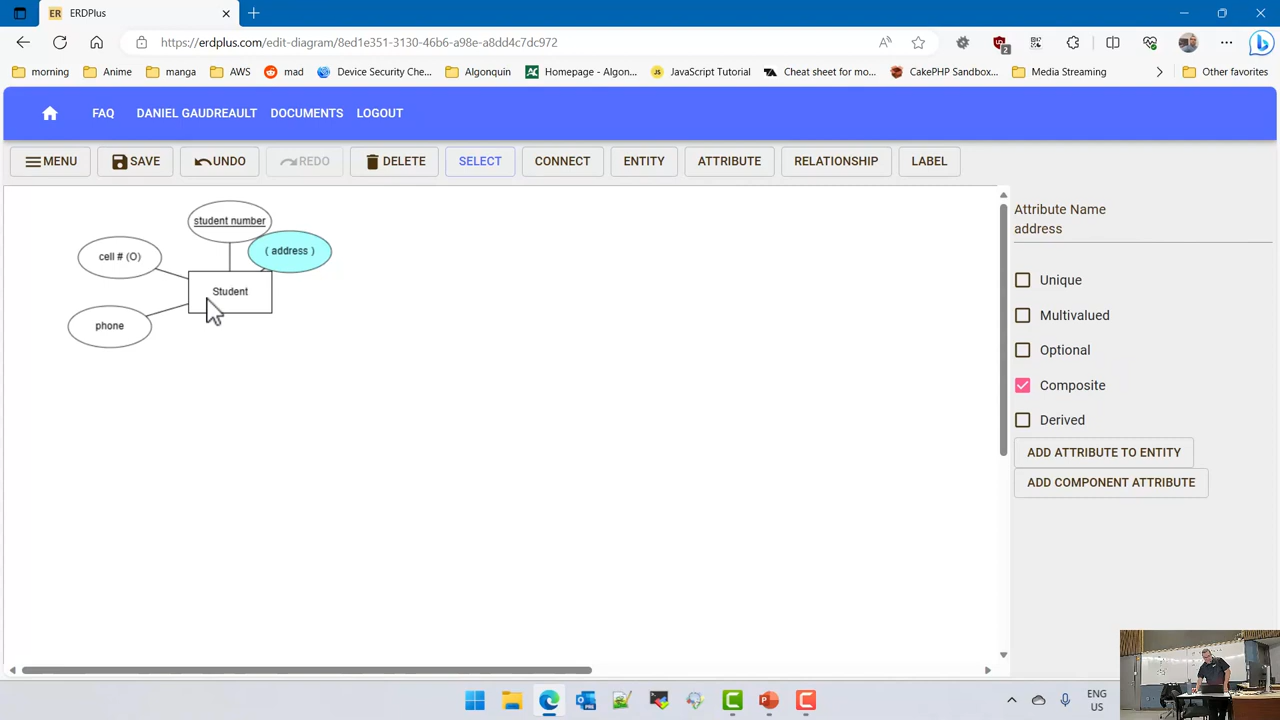 ER ERDPlus
https://erdplus.com/edit-diagram/8ed1e351-3130-46b6-a98e-a8dd4c7dc972
2
morning
Anime
manga
AWS
mad
Device Security Che...
Algonquin
Homepage - Algon...
JavaScript Tutorial
Cheat sheet for mo...
CakePHP Sandbox...
Media Streaming
Other favorites
FAQ
DANIEL GAUDREAULT
DOCUMENTS
LOGOUT
MENU
SAVE
UNDO
REDO
DELETE
SELECT
CONNECT
ENTITY
ATTRIBUTE
RELATIONSHIP
LABEL
student number
( address )
cell # (O)
Student
phone
Attribute Name
address
Unique
Multivalued
Optional
Composite
Derived
ADD ATTRIBUTE TO ENTITY
ADD COMPONENT ATTRIBUTE
ENG
US